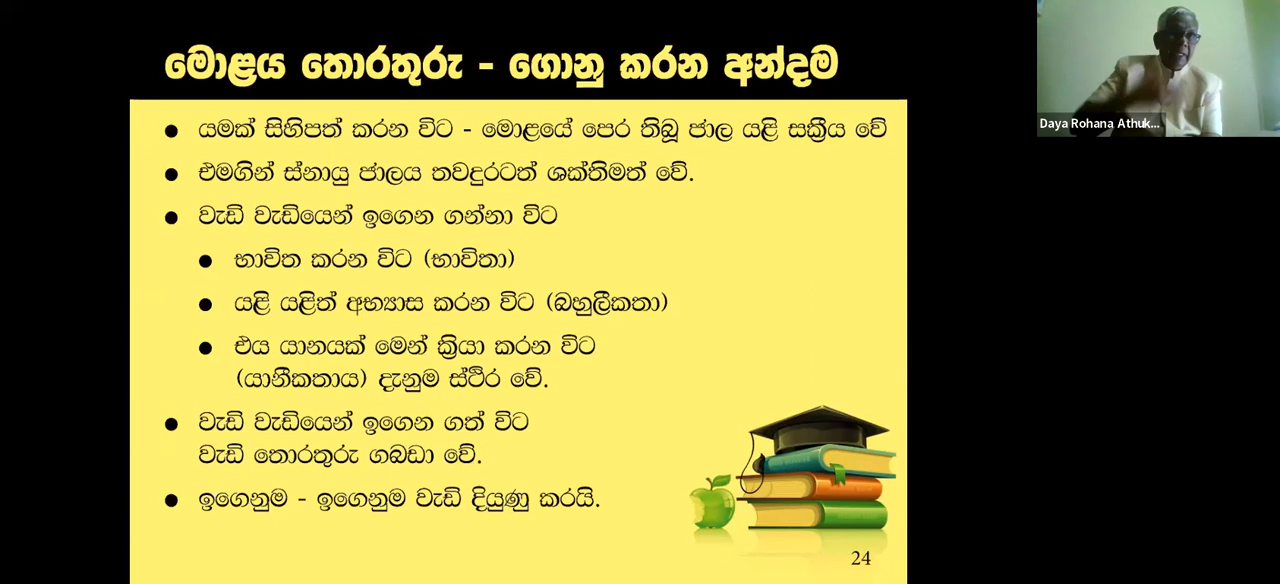 මොළය තොරතුරු - ගොනු කරන අන්දම
● යමක් සිහිපත් කරන විට - මොළයේ පෙර තිබූ ජාල යළි සක්‍රීය වේ
● එමගින් ස්නායු ජාලය තවදුරටත් ශක්තිමත් වේ.
● වැඩි වැඩියෙන් ඉගෙන ගන්නා විට
● භාවිත කරන විට (භාවිතා)
● යළි යළිත් අභ්‍යාස කරන විට (බහුලීකතා)
● එය යානයක් මෙන් ක්‍රියා කරන විට
(යානීකතාය) දැනුම ස්ථිර වේ.
● වැඩි වැඩියෙන් ඉගෙන ගත් විට
වැඩි තොරතුරු ගබඩා වේ.
● ඉගෙනුම - ඉගෙනුම වැඩි දියුණු කරයි.
24
Daya Rohana Athuk...